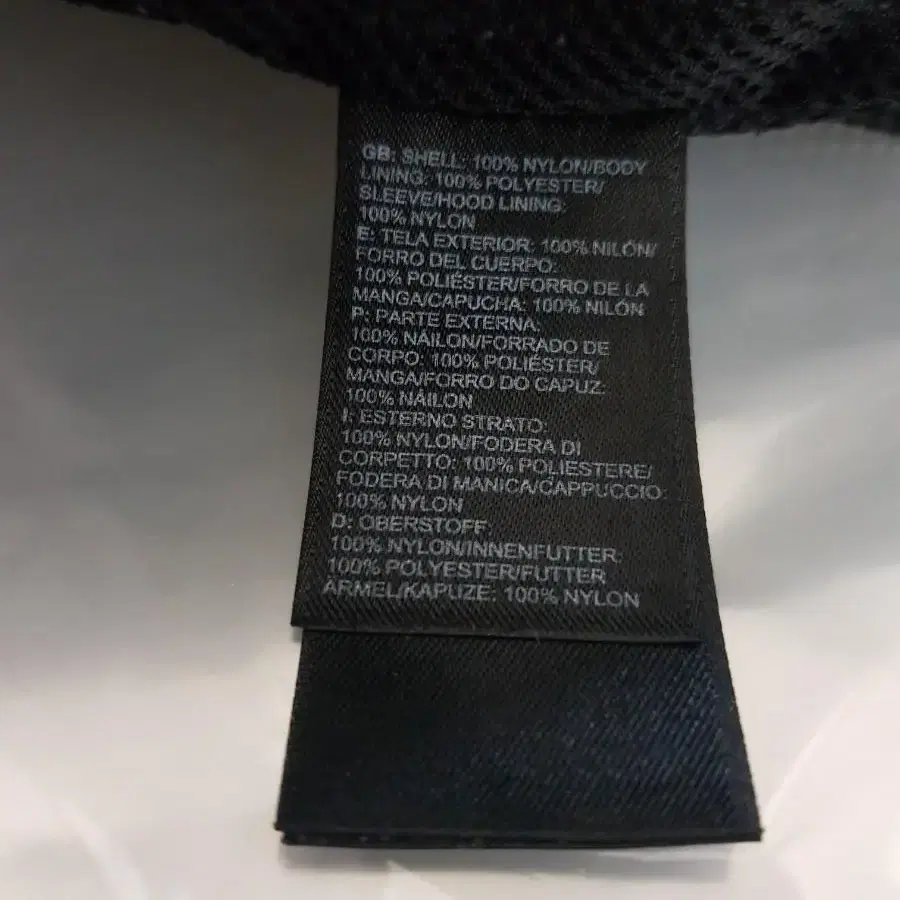 GB: SHELL: 100% NYLON/BODY
LINING: 100% POLYESTER/
SLEEVE/HOOD LINING:
100% NYLON
E: TELA EXTERIOR: 100% NILÓN/
FORRO DEL CUERPO:
100% POLIÉSTER/FORRO DE LA
MANGA/CAPUCHA: 100% NILÓN
P: PARTE EXTERNA:
100% NÁILON/FORRADO DE
CORPO: 100% POLIÉSTER/
MANGA/FORRO DO CAPUZ:
100% NÁILON
I: ESTERNO STRATO:
100% NYLON/FODERA DI
CORPETTO: 100% POLIESTERE/
FODERA DI MANICA/CAPPUCCIO:
100% NYLON
D: OBERSTOFF:
100% NYLON/INNENFUTTER:
100% POLYESTER/FUTTER
ÄRMEL/KAPUZE: 100% NYLON